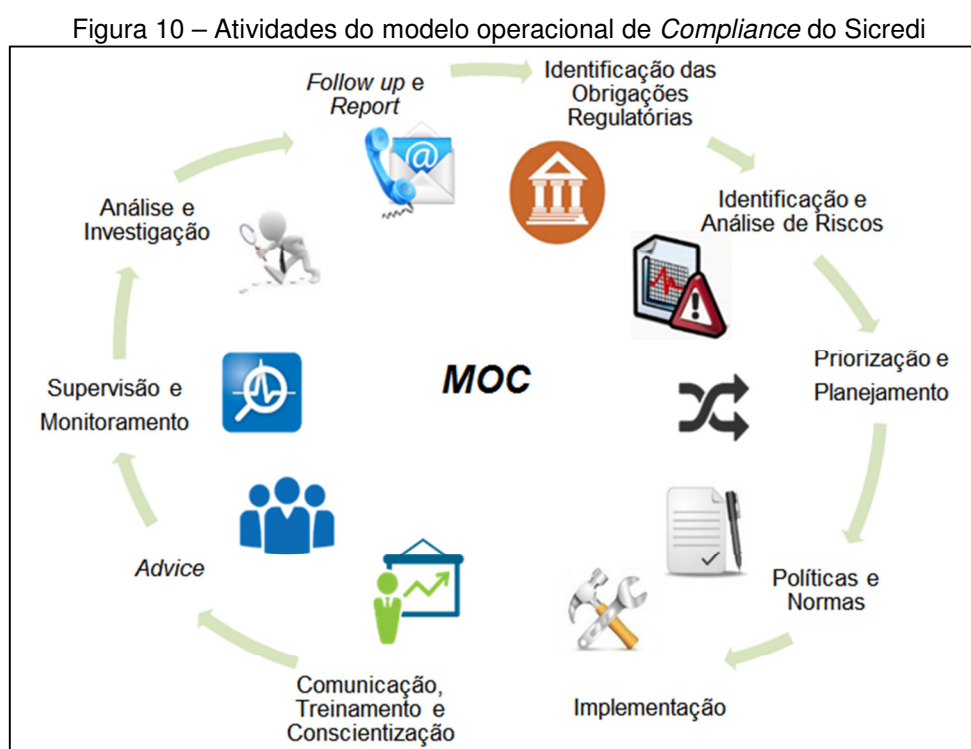 Figura 10 – Atividades do modelo operacional de Compliance do Sicredi
Follow up e
Report
Identificação das
Obrigações
Regulatórias
Identificação e
Análise de Riscos
Priorização e
Planejamento
Políticas e
Normas
Implementação
Comunicação,
Treinamento e
Conscientização
Advice
Supervisão e
Monitoramento
Análise e
Investigação
@
MOC